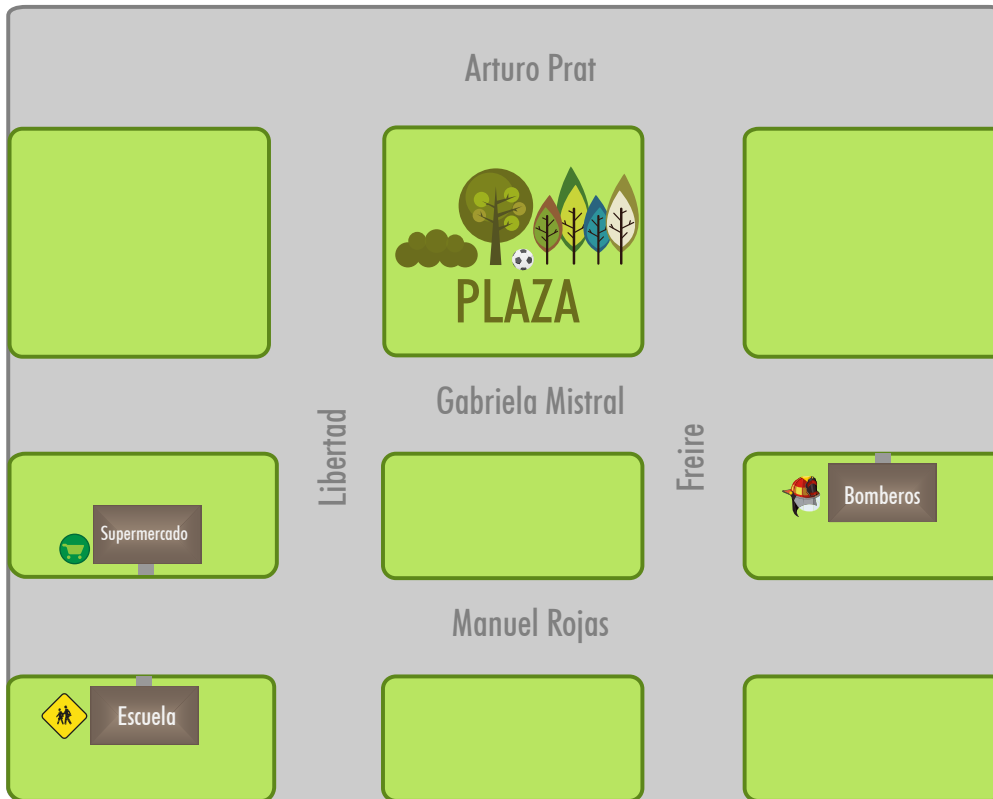 Arturo Prat
PLAZA
Gabriela Mistral
Libertad
Freire
Bomberos
Supermercado
Manuel Rojas
Escuela